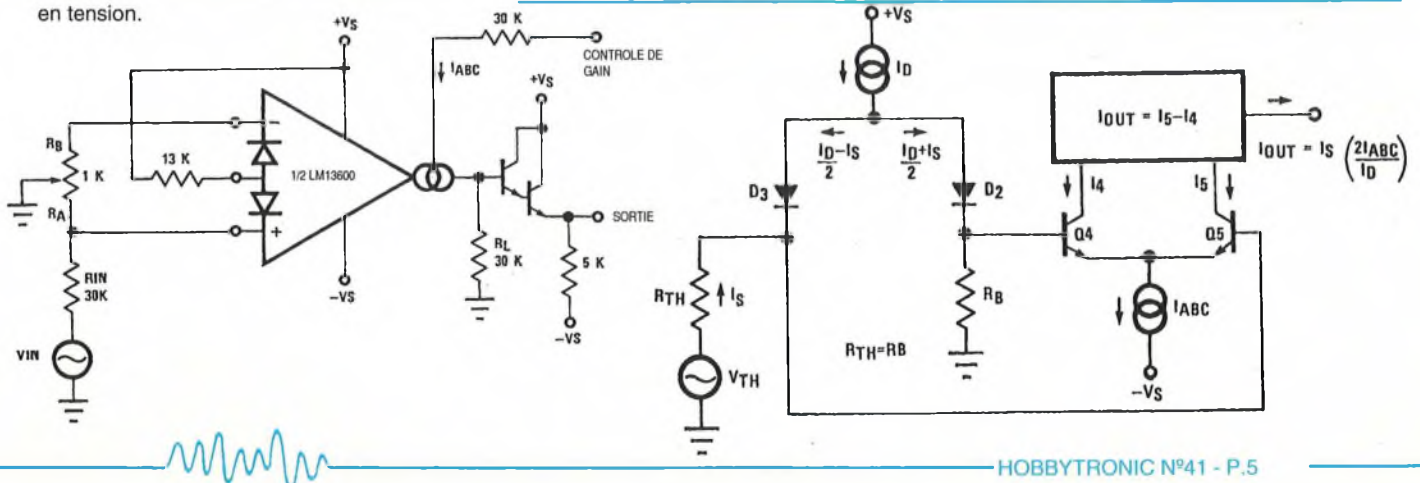 en tension.
+VS
30 K
CONTROLE DE
GAIN
IABC
+VS
RB
1 K
13 K
−
1/2 LM13600
+
RA
RIN
30K
VIN
−VS
RL
30 K
5 K
SORTIE
−VS
+VS
ID
ID/2−IS
ID/2+IS
D3
D2
IOUT = I5−I4
IOUT = IS (2IABC/ID)
I4
I5
Q4
Q5
RTH
IS
RB
IABC
RTH=RB
VTH
−VS
HOBBYTRONIC Nº41 - P.5